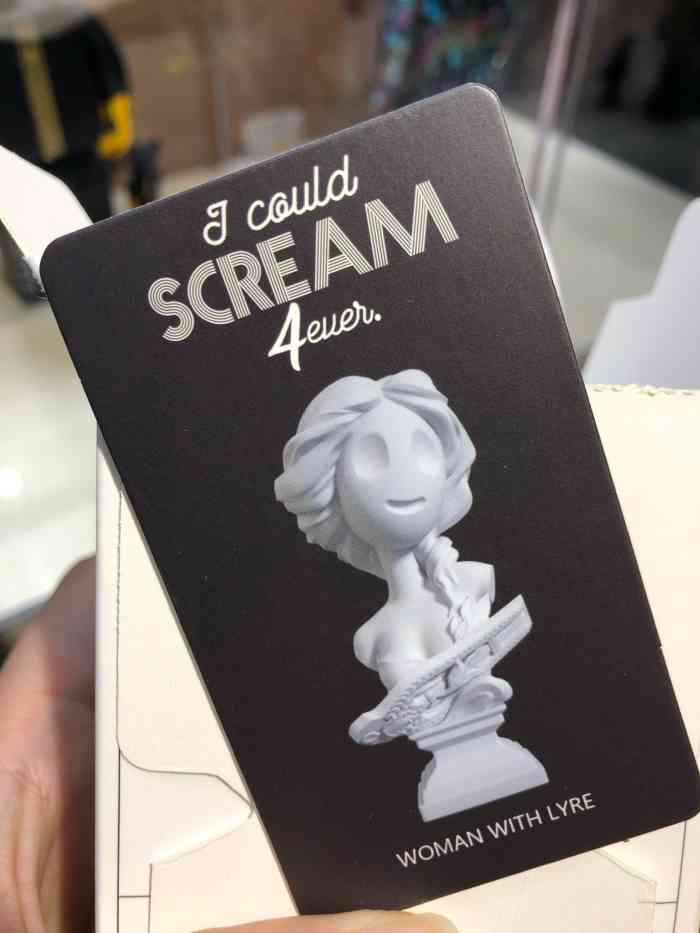 I could
SCREAM
4ever.
WOMAN WITH LYRE